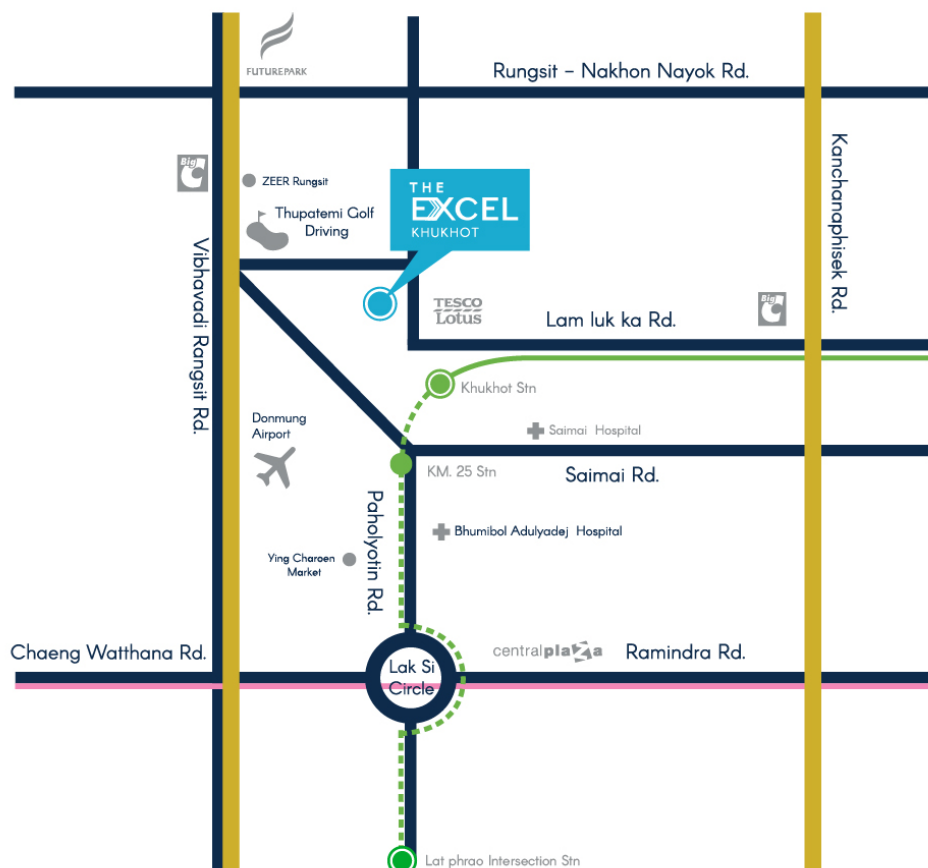 FUTUREPARK
Rungsit - Nakhon Nayok Rd.
Big C
ZEER Rungsit
THE
EXCEL
KHUKHOT
Thupatemi Golf
Driving
Kanchanaphisek Rd.
Vibhavadi Rangsit Rd.
TESCO
Lotus
Lam luk ka Rd.
Big C
Khukhot Stn
Donmung
Airport
Saimai Hospital
KM. 25 Stn
Saimai Rd.
Paholyotin Rd.
Bhumibol Adulyadej Hospital
Ying Charoen
Market
Chaeng Watthana Rd.
Lak Si
Circle
centralplaza
Ramindra Rd.
Lat phrao Intersection Stn